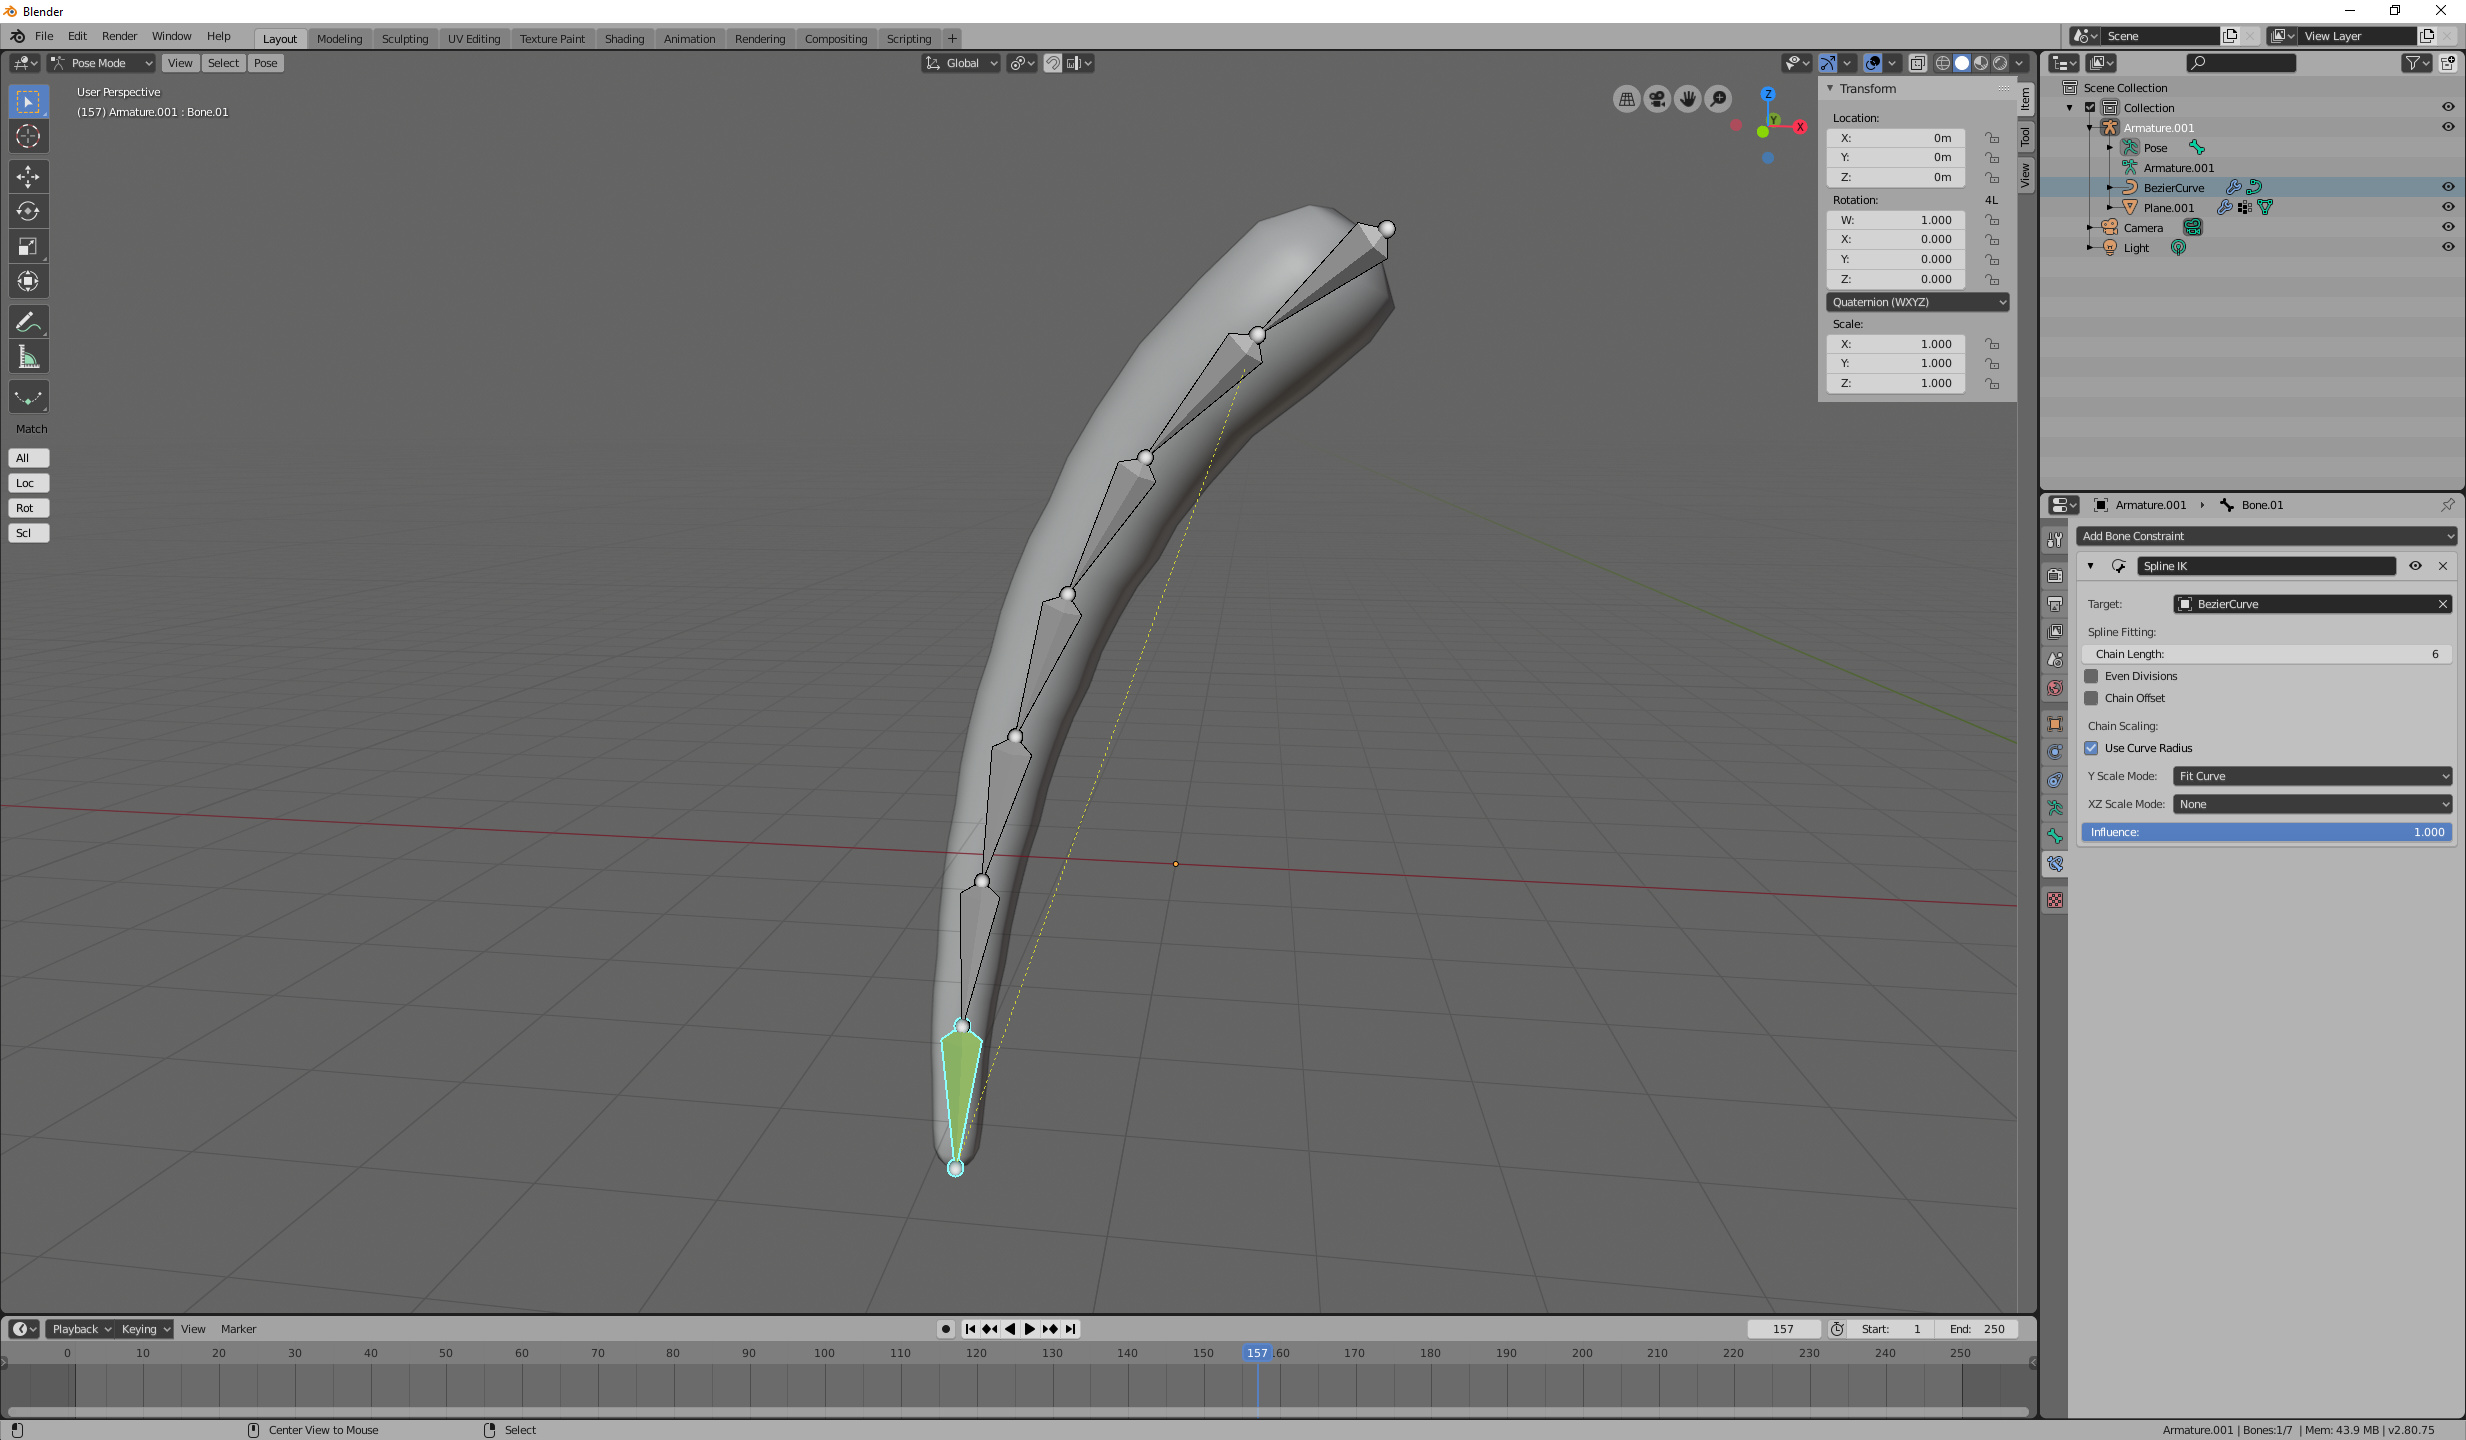 Blender
File Edit Render Window Help Layout Modeling Sculpting UV Editing Texture Paint Shading Animation Rendering Compositing Scripting + Scene View Layer
Pose Mode View Select Pose Global
User Perspective
(157) Armature.001 : Bone.01
Match
All
Loc
Rot
Scl
Z
Y
X
Transform
Location:
X: 0m
Y: 0m
Z: 0m
Rotation: 4L
W: 1.000
X: 0.000
Y: 0.000
Z: 0.000
Quaternion (WXYZ)
Scale:
X: 1.000
Y: 1.000
Z: 1.000
Item
Tool
View
Scene Collection
Collection
Armature.001
Pose
Armature.001
BezierCurve
Plane.001
Camera
Light
Armature.001 Bone.01
Add Bone Constraint
Spline IK
Target: BezierCurve
Spline Fitting:
Chain Length: 6
Even Divisions
Chain Offset
Chain Scaling:
Use Curve Radius
Y Scale Mode: Fit Curve
XZ Scale Mode: None
Influence: 1.000
Playback Keying View Marker 157 Start: 1 End: 250
0 10 20 30 40 50 60 70 80 90 100 110 120 130 140 150 157 60 170 180 190 200 210 220 230 240 250
Center View to Mouse Select Armature.001 | Bones:1/7 | Mem: 43.9 MB | v2.80.75